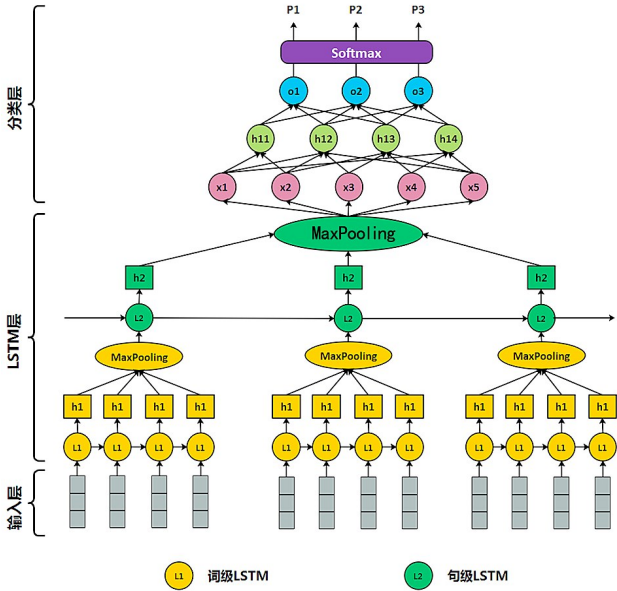 P1 P2 P3
Softmax
o1 o2 o3
h11 h12 h13 h14
x1 x2 x3 x4 x5
分类层
MaxPooling
h2 h2 h2
L2 L2 L2
LSTM层
MaxPooling MaxPooling MaxPooling
h1 h1 h1 h1 h1 h1 h1 h1 h1 h1 h1 h1
L1 L1 L1 L1 L1 L1 L1 L1 L1 L1 L1 L1
输入层
L1 词级LSTM L2 句级LSTM